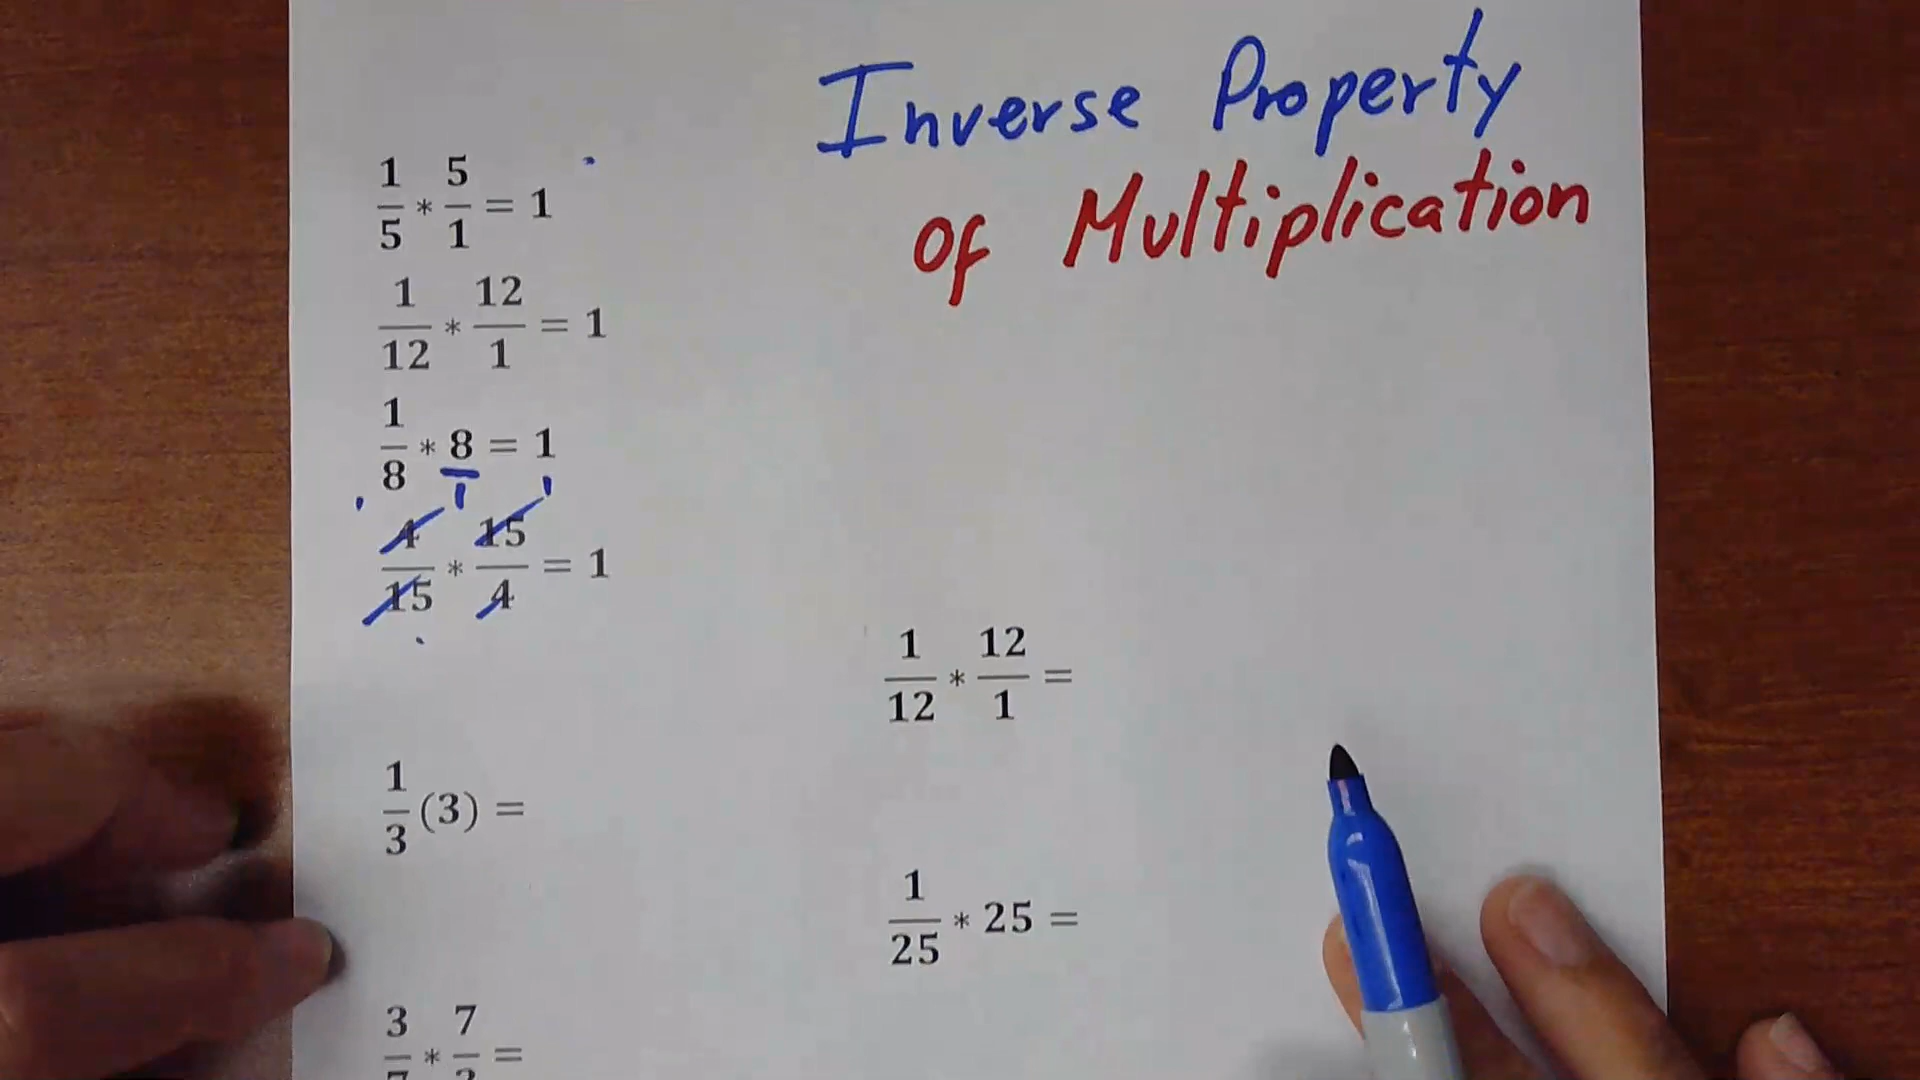 Inverse Property
of Multiplication
1/5 * 5/1 = 1
1/12 * 12/1 = 1
1/8 * 8/1 = 1
4/15 * 15/4 = 1
1/3 (3) =
1/12 * 12/1 =
1/25 * 25 =
3/7 * 7/3 =